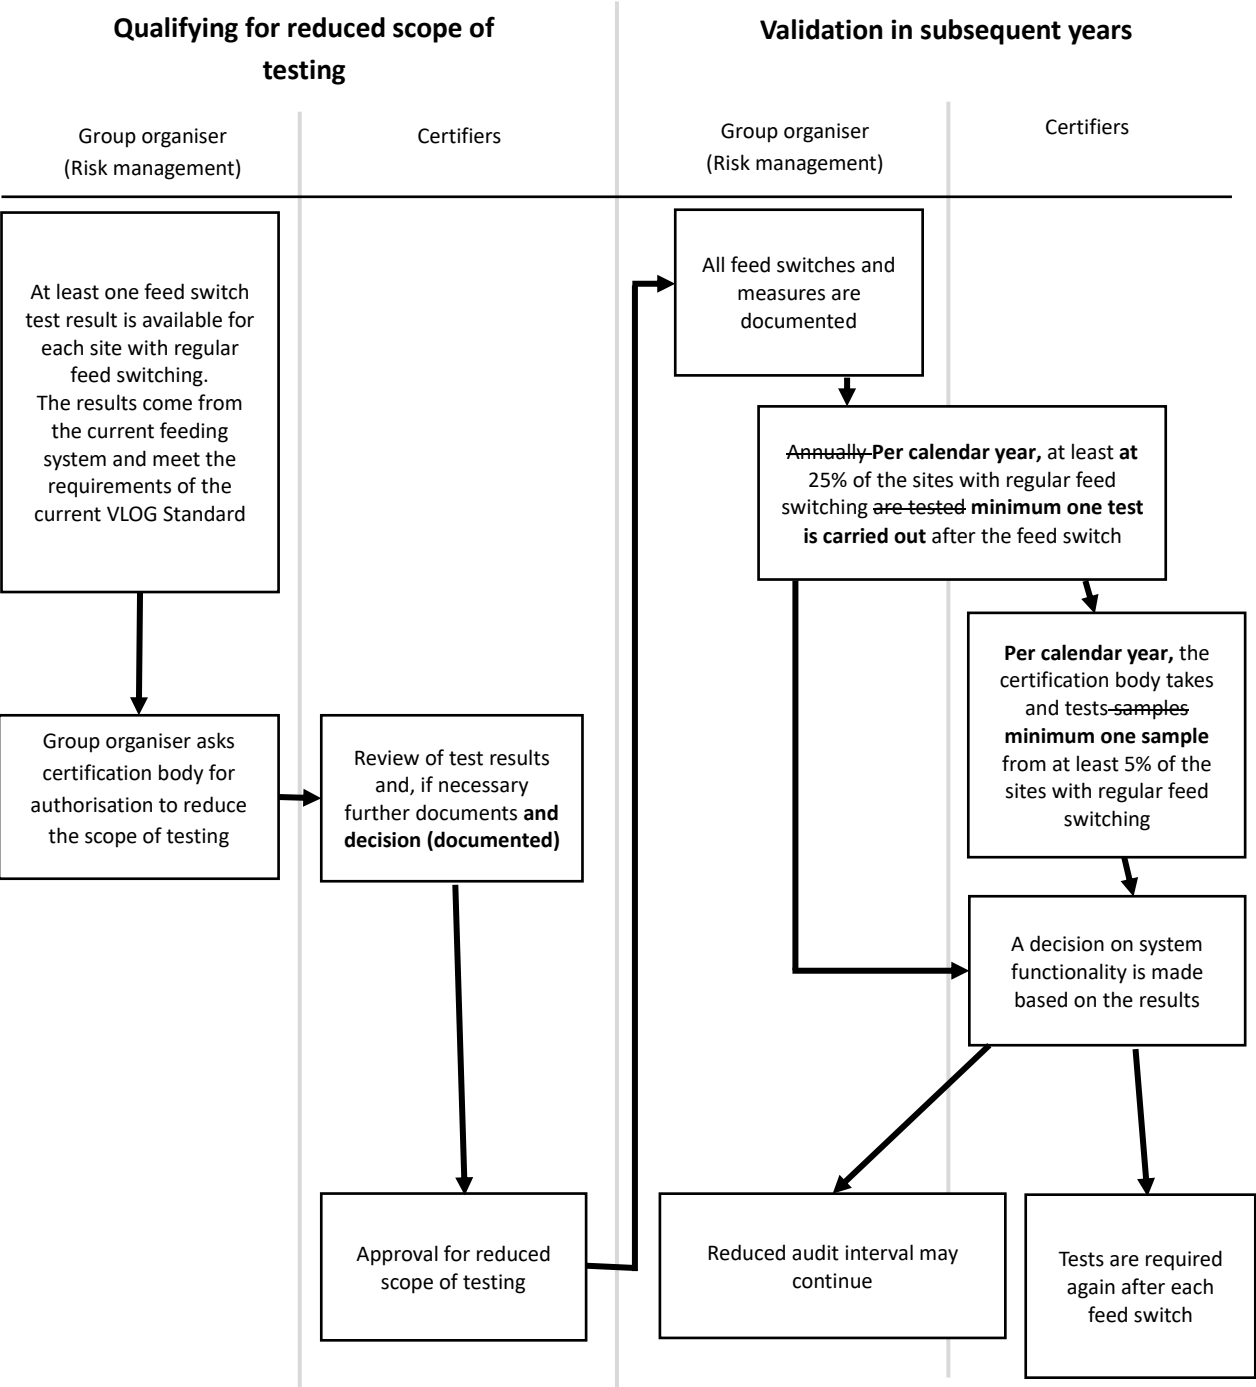 Qualifying for reduced scope of
testing
Validation in subsequent years
Group organiser
(Risk management)
Certifiers
Group organiser
(Risk management)
Certifiers
At least one feed switch
test result is available for
each site with regular
feed switching.
The results come from
the current feeding
system and meet the
requirements of the
current VLOG Standard
Group organiser asks
certification body for
authorisation to reduce
the scope of testing
Review of test results
and, if necessary
further documents and
decision (documented)
Approval for reduced
scope of testing
All feed switches and
measures are
documented
Annually Per calendar year, at least at
25% of the sites with regular feed
switching are tested minimum one test
is carried out after the feed switch
Per calendar year, the
certification body takes
and tests samples
minimum one sample
from at least 5% of the
sites with regular feed
switching
A decision on system
functionality is made
based on the results
Reduced audit interval may
continue
Tests are required
again after each
feed switch